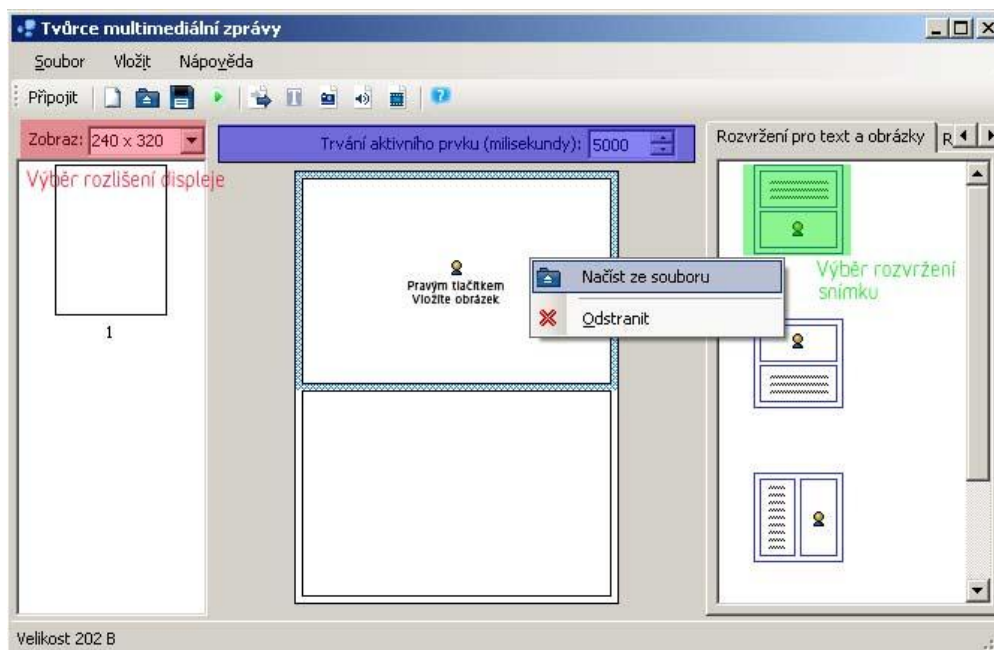 Tvůrce multimediální zprávy
Soubor Vložit Nápověda
Připojit
Zobraz: 240 x 320
Trvání aktivního prvku (milisekundy): 5000
Rozvržení pro text a obrázky R
Výběr rozlišení displeje
Pravým tlačítkem
Vložíte obrázek
Načíst ze souboru
Odstranit
Výběr rozvržení
snímku
1
Velikost 202 B